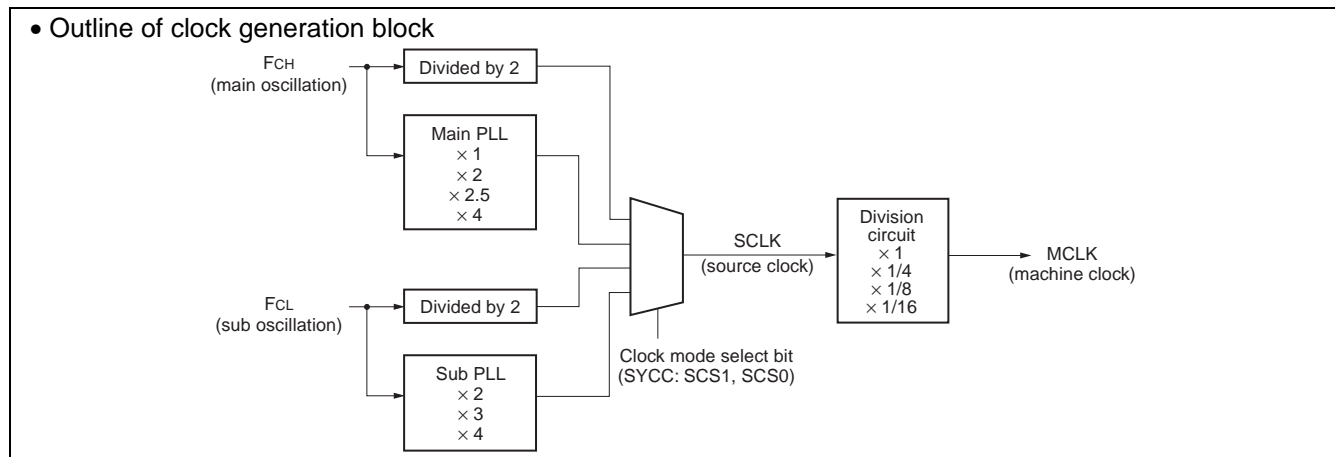 • Outline of clock generation block
FCH
(main oscillation)
Divided by 2
Main PLL
× 1
× 2
× 2.5
× 4
FCL
(sub oscillation)
Divided by 2
Sub PLL
× 2
× 3
× 4
Clock mode select bit
(SYCC: SCS1, SCS0)
SCLK
(source clock)
Division
circuit
× 1
× 1/4
× 1/8
× 1/16
MCLK
(machine clock)